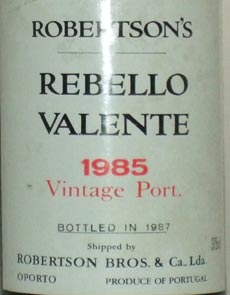 ROBERTSON'S
REBELLO
VALENTE
1985
Vintage Port.
BOTTLED IN 1987
Shipped by
ROBERTSON BROS. & Ca., Lda.
OPORTO PRODUCE OF PORTUGAL